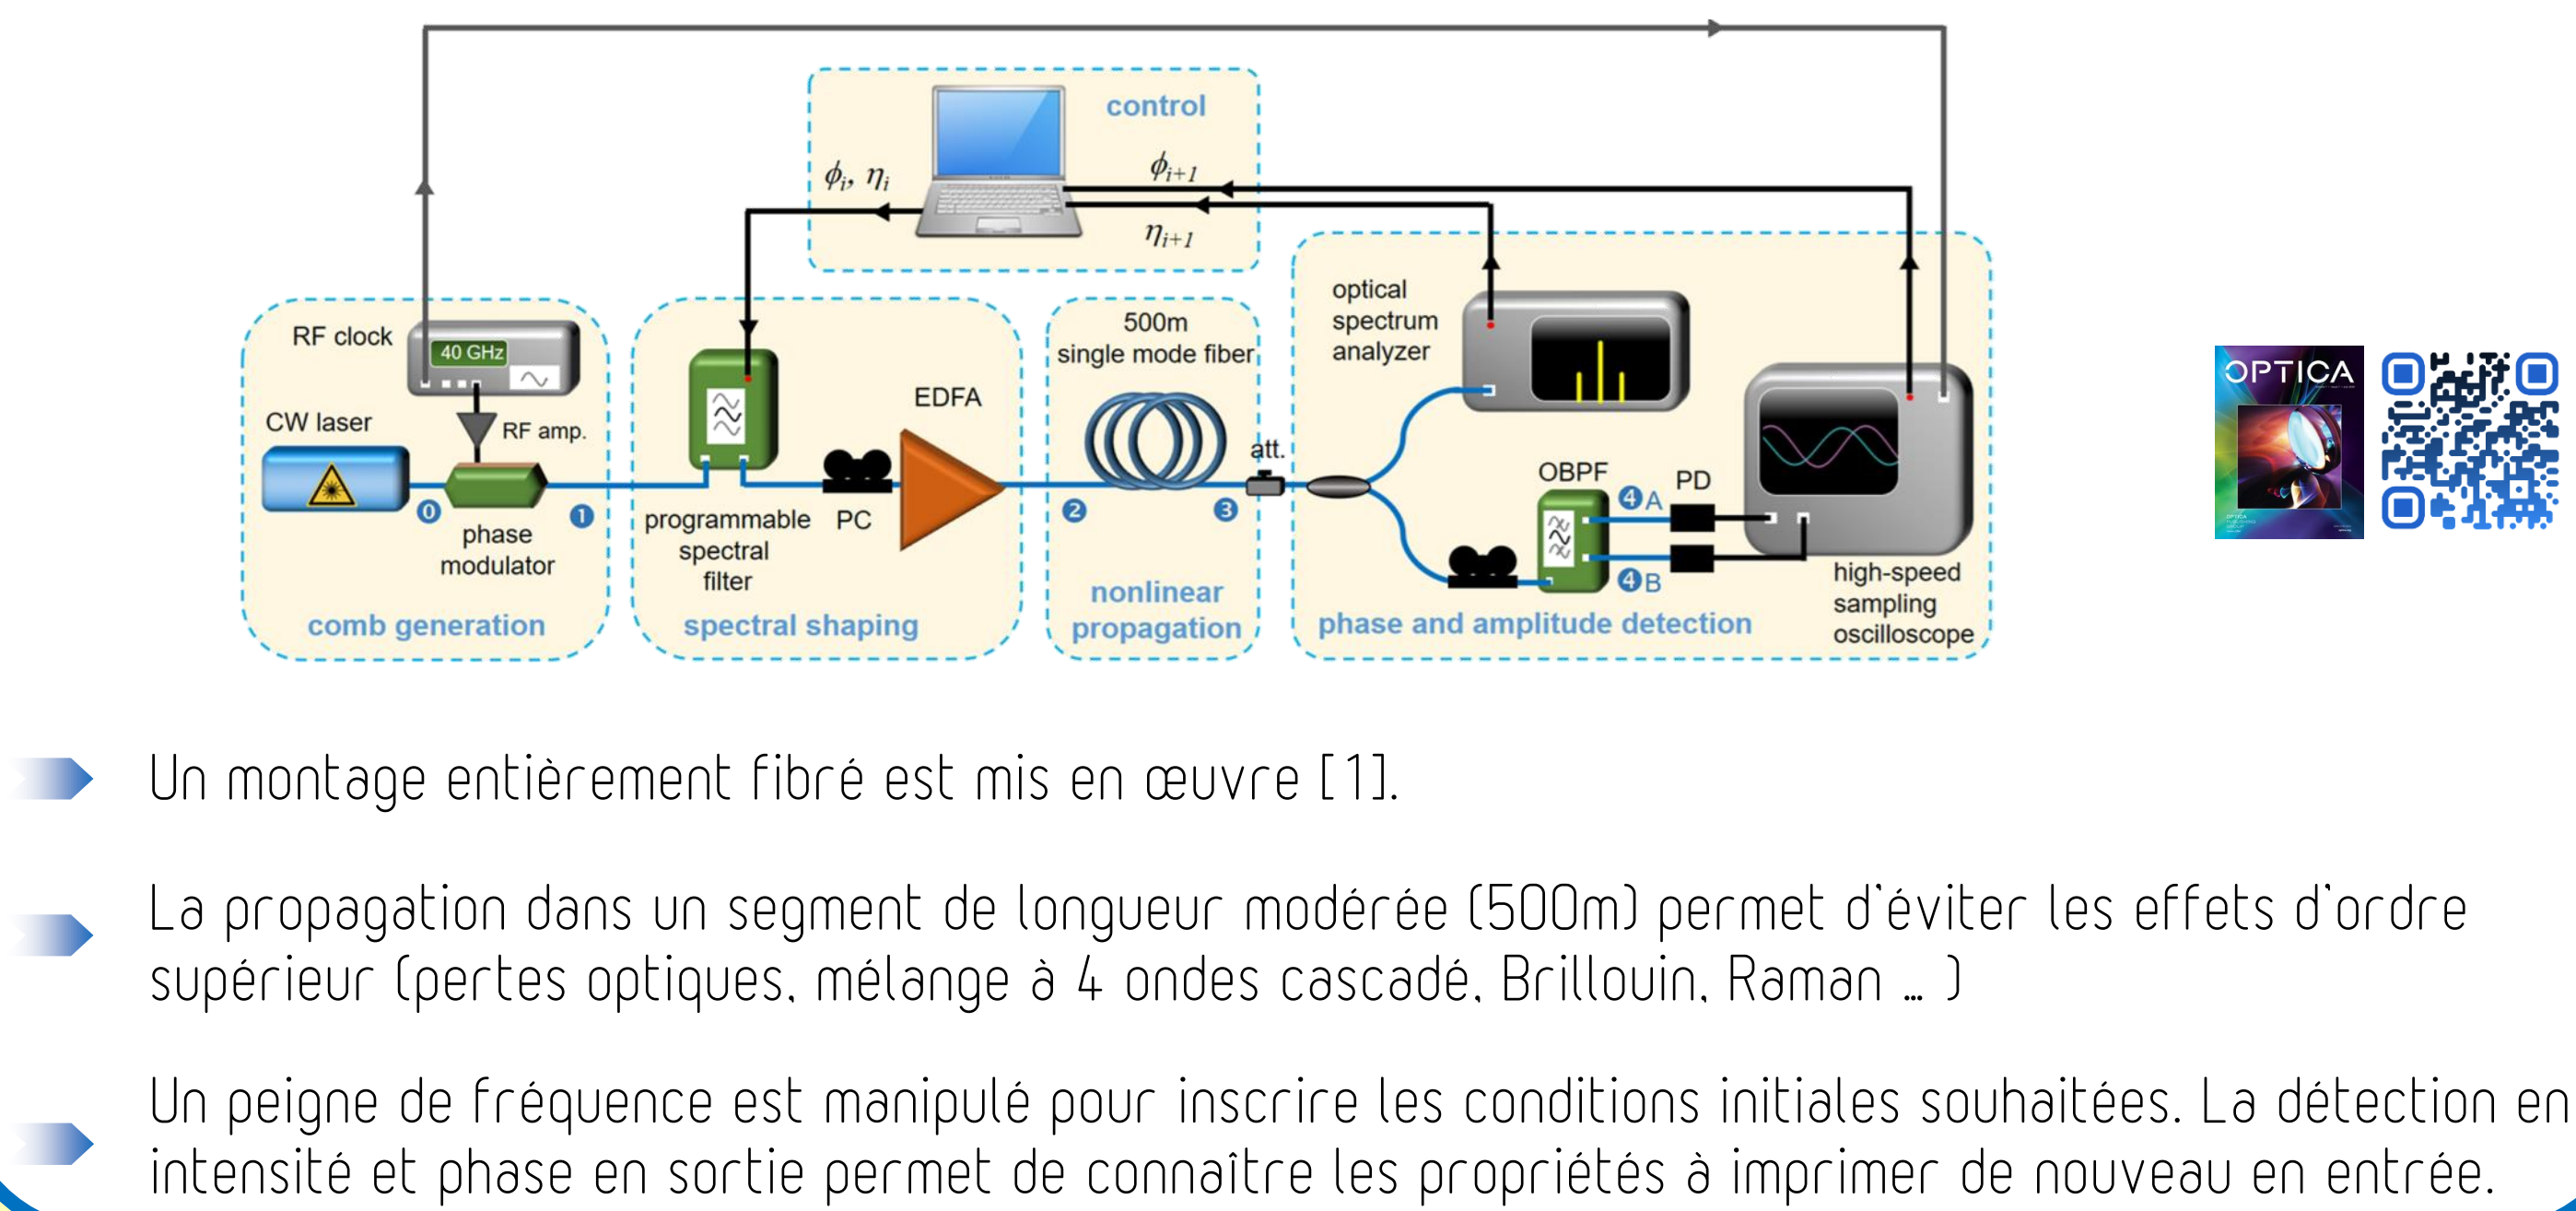 control
ϕi, ηi
ϕi+1
ηi+1
RF clock
40 GHz
CW laser
RF amp.
0
1
phase
modulator
comb generation
programmable
spectral
filter
PC
EDFA
spectral shaping
500m
single mode fiber
2
3
nonlinear
propagation
att.
optical
spectrum
analyzer
OBPF
4A
PD
4B
high-speed
sampling
oscilloscope
phase and amplitude detection
OPTICA
Un montage entièrement fibré est mis en œuvre [1].
La propagation dans un segment de longueur modérée (500m) permet d'éviter les effets d'ordre
supérieur (pertes optiques, mélange à 4 ondes cascadé, Brillouin, Raman … )
Un peigne de fréquence est manipulé pour inscrire les conditions initiales souhaitées. La détection en
intensité et phase en sortie permet de connaître les propriétés à imprimer de nouveau en entrée.